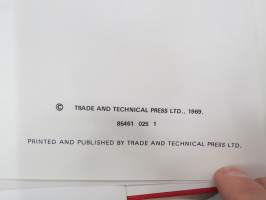 © TRADE AND TECHNICAL PRESS LTD., 1969.
85461 025 1
PRINTED AND PUBLISHED BY TRADE AND TECHNICAL PRESS LTD.